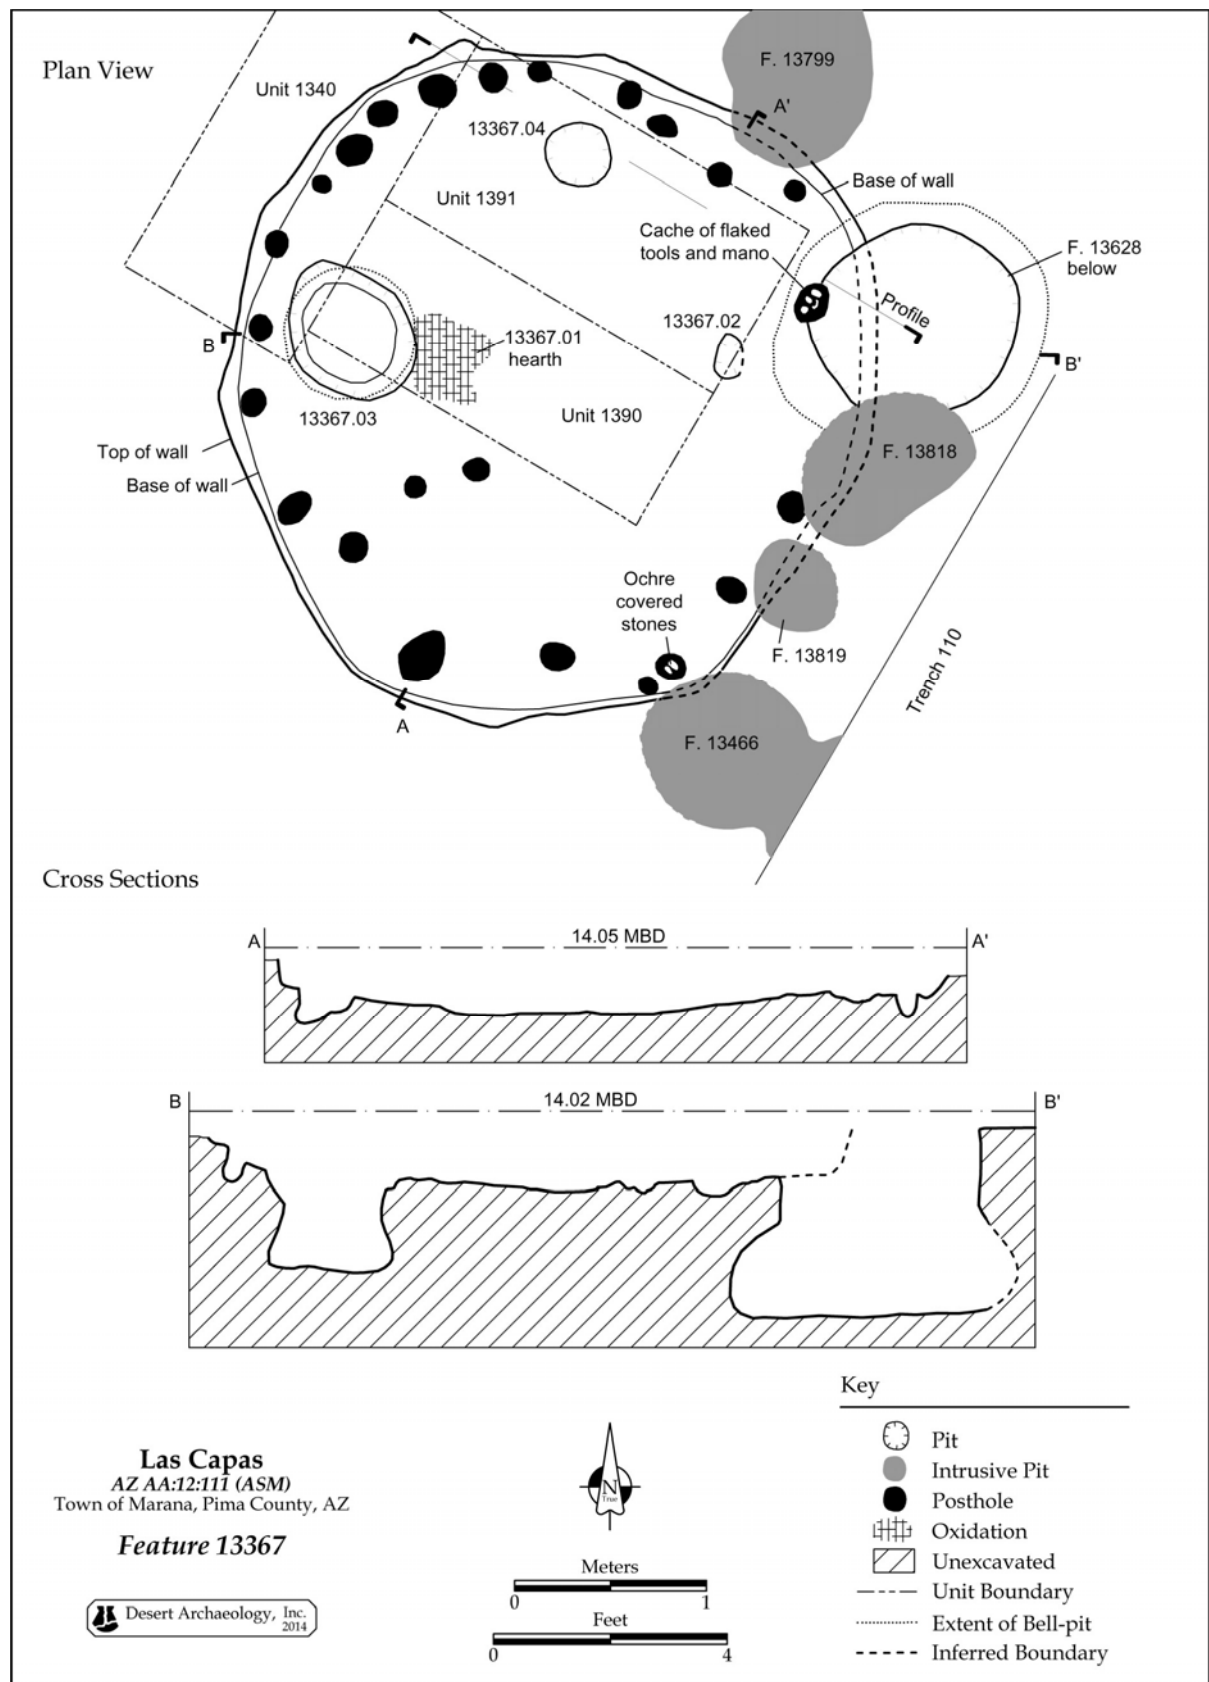 Plan View
F. 13799
Unit 1340
A'
13367.04
Base of wall
Unit 1391
Cache of flaked
tools and mano
F. 13628
below
Profile
13367.02
13367.01
hearth
B
B'
Unit 1390
13367.03
Top of wall
Base of wall
F. 13818
Ochre
covered
stones
F. 13819
Trench 110
A
F. 13466
Cross Sections
A
14.05 MBD
A'
B
14.02 MBD
B'
Key
Pit
Intrusive Pit
Posthole
Oxidation
Unexcavated
Unit Boundary
Extent of Bell-pit
Inferred Boundary
Las Capas
AZ AA:12:111 (ASM)
Town of Marana, Pima County, AZ
Feature 13367
Desert Archaeology, Inc.
2014
N
True
Meters
0 1
Feet
0 4